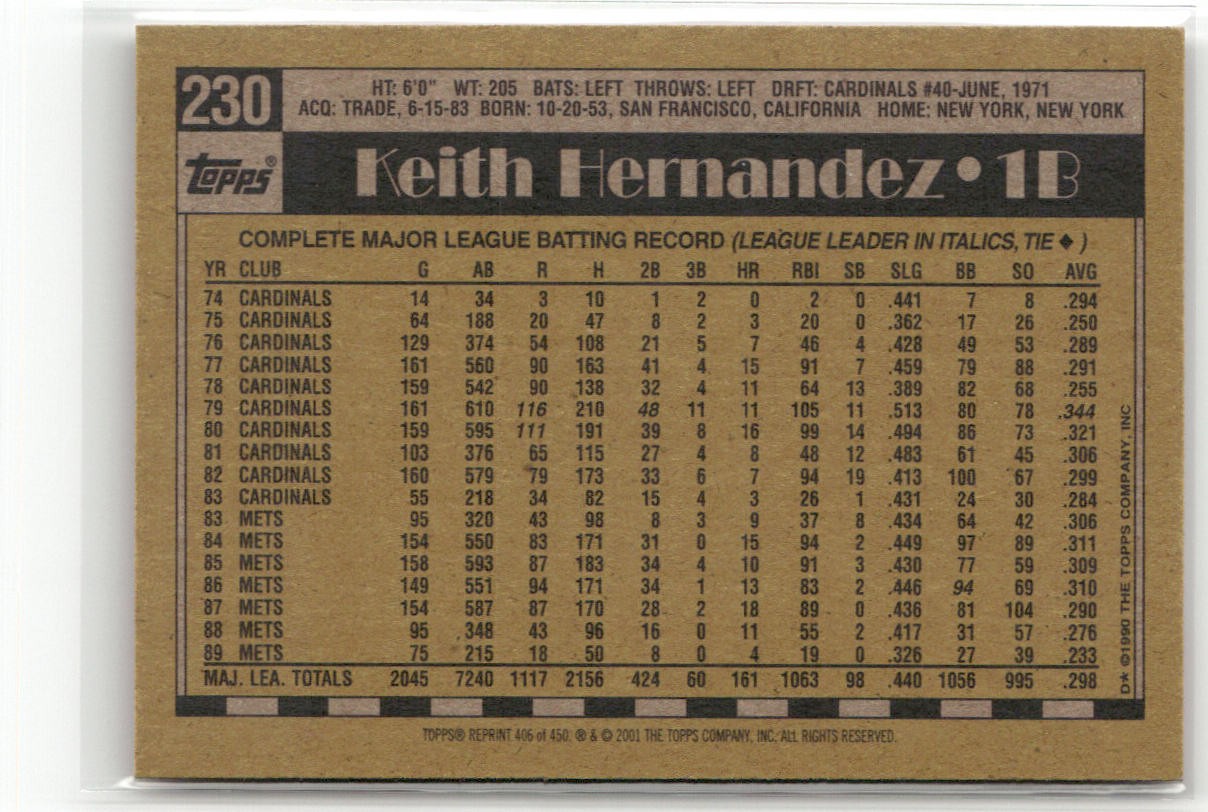 230
HT: 6'0" WT: 205 BATS: LEFT THROWS: LEFT DRFT: CARDINALS #40-JUNE, 1971
ACQ: TRADE, 6-15-83 BORN: 10-20-53, SAN FRANCISCO, CALIFORNIA HOME: NEW YORK, NEW YORK
TOPPS®
Keith Hernandez • 1B
COMPLETE MAJOR LEAGUE BATTING RECORD (LEAGUE LEADER IN ITALICS, TIE ♦ )
YR CLUB G AB R H 2B 3B HR RBI SB SLG BB SO AVG
74 CARDINALS 14 34 3 10 1 2 0 2 0 .441 7 8 .294
75 CARDINALS 64 188 20 47 8 2 3 20 0 .362 17 26 .250
76 CARDINALS 129 374 54 108 21 5 7 46 4 .428 49 53 .289
77 CARDINALS 161 560 90 163 41 4 15 91 7 .459 79 88 .291
78 CARDINALS 159 542 90 138 32 4 11 64 13 .389 82 68 .255
79 CARDINALS 161 610 116 210 48 11 11 105 11 .513 80 78 .344
80 CARDINALS 159 595 111 191 39 8 16 99 14 .494 86 73 .321
81 CARDINALS 103 376 65 115 27 4 8 48 12 .483 61 45 .306
82 CARDINALS 160 579 79 173 33 6 7 94 19 .413 100 67 .299
83 CARDINALS 55 218 34 82 15 4 3 26 1 .431 24 30 .284
83 METS 95 320 43 98 8 3 9 37 8 .434 64 42 .306
84 METS 154 550 83 171 31 0 15 94 2 .449 97 89 .311
85 METS 158 593 87 183 34 4 10 91 3 .430 77 59 .309
86 METS 149 551 94 171 34 1 13 83 2 .446 94 69 .310
87 METS 154 587 87 170 28 2 18 89 0 .436 81 104 .290
88 METS 95 348 43 96 16 0 11 55 2 .417 31 57 .276
89 METS 75 215 18 50 8 0 4 19 0 .326 27 39 .233
MAJ. LEA. TOTALS 2045 7240 1117 2156 424 60 161 1063 98 .440 1056 995 .298
D* ©1990 THE TOPPS COMPANY, INC
TOPPS® REPRINT 406 of 450. ® & © 2001 THE TOPPS COMPANY, INC. ALL RIGHTS RESERVED.